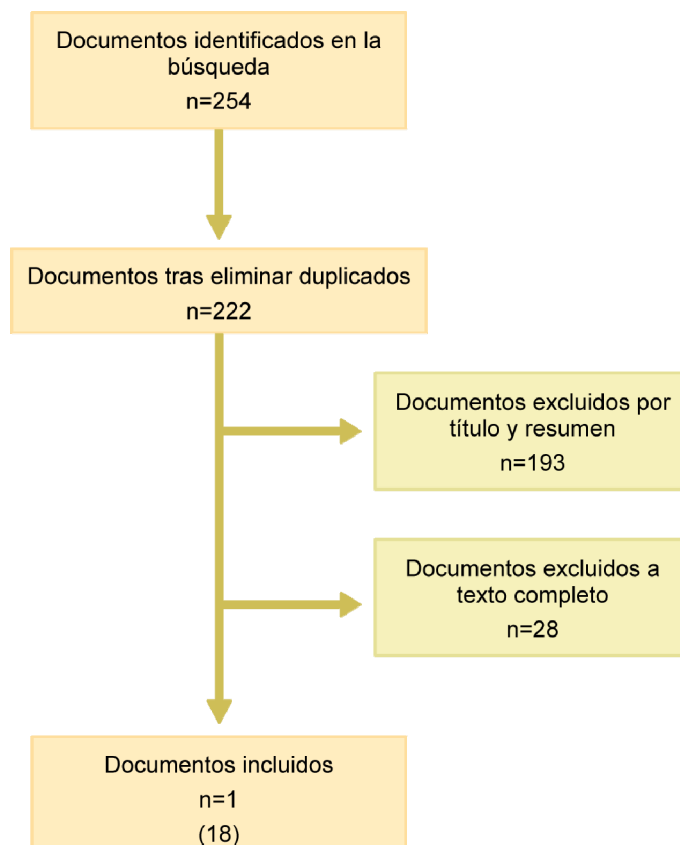 Documentos identificados en la
búsqueda
n=254
Documentos tras eliminar duplicados
n=222
Documentos excluidos por
título y resumen
n=193
Documentos excluidos a
texto completo
n=28
Documentos incluidos
n=1
(18)